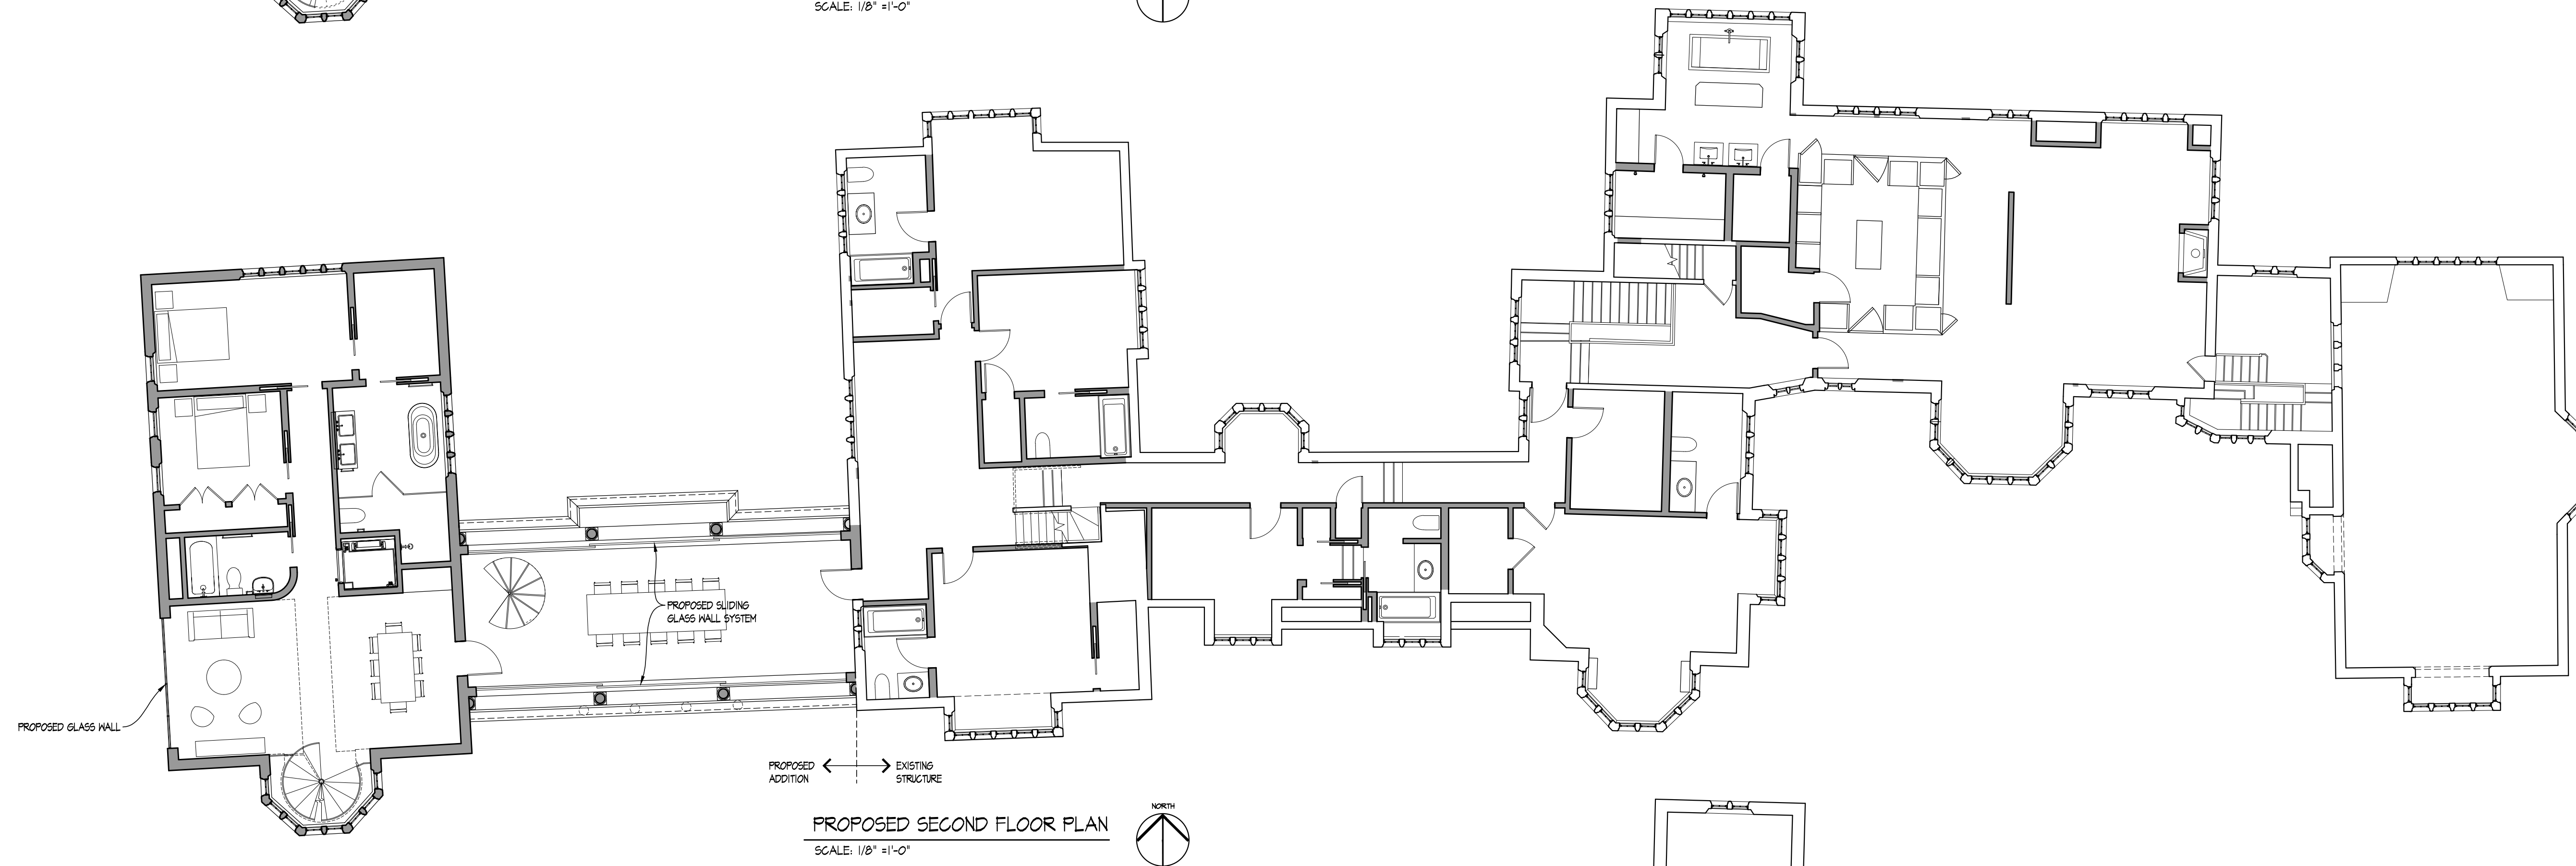 SCALE: 1/8" =1'-0"
PROPOSED SLIDING
GLASS WALL SYSTEM
PROPOSED GLASS WALL
PROPOSED
ADDITION
EXISTING
STRUCTURE
NORTH
PROPOSED SECOND FLOOR PLAN
SCALE: 1/8" =1'-0"